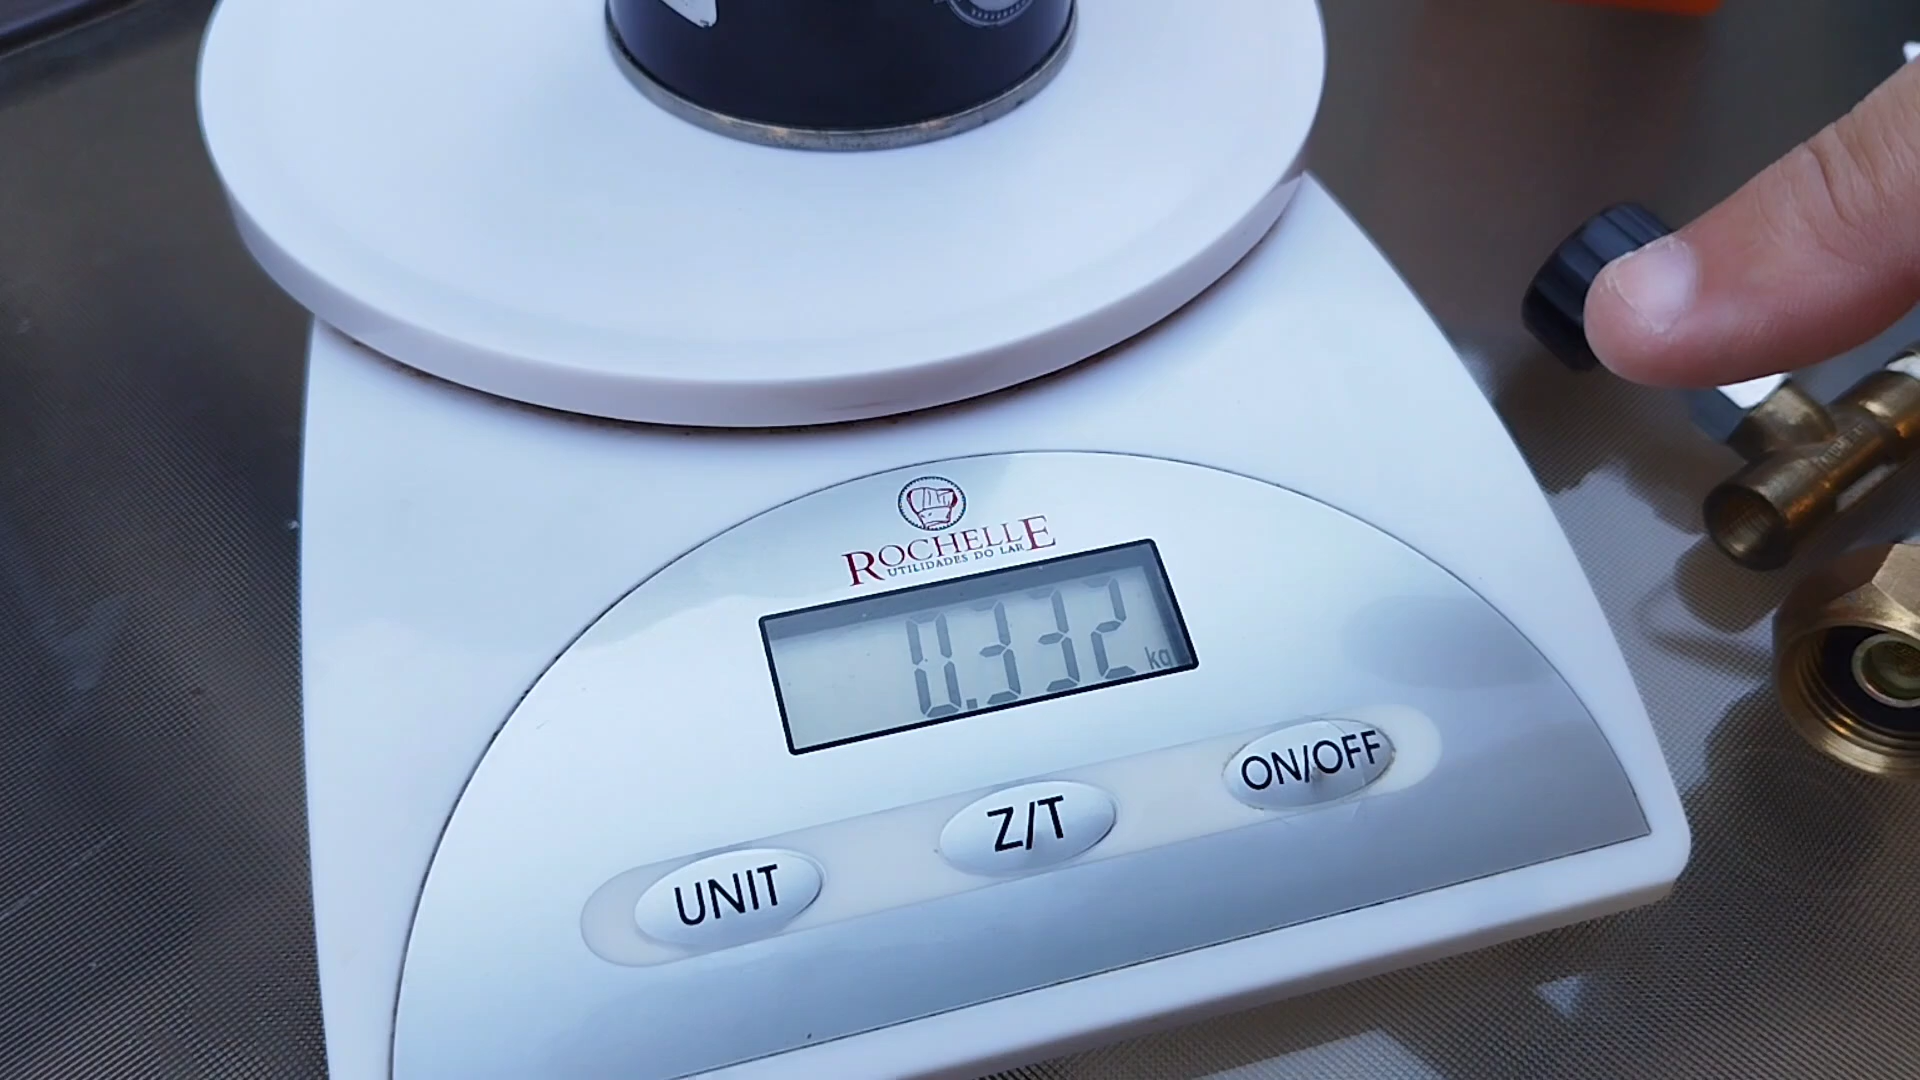 ROCHELLE
UTILIDADES DO LAR
0.332 kg
UNIT
Z/T
ON/OFF